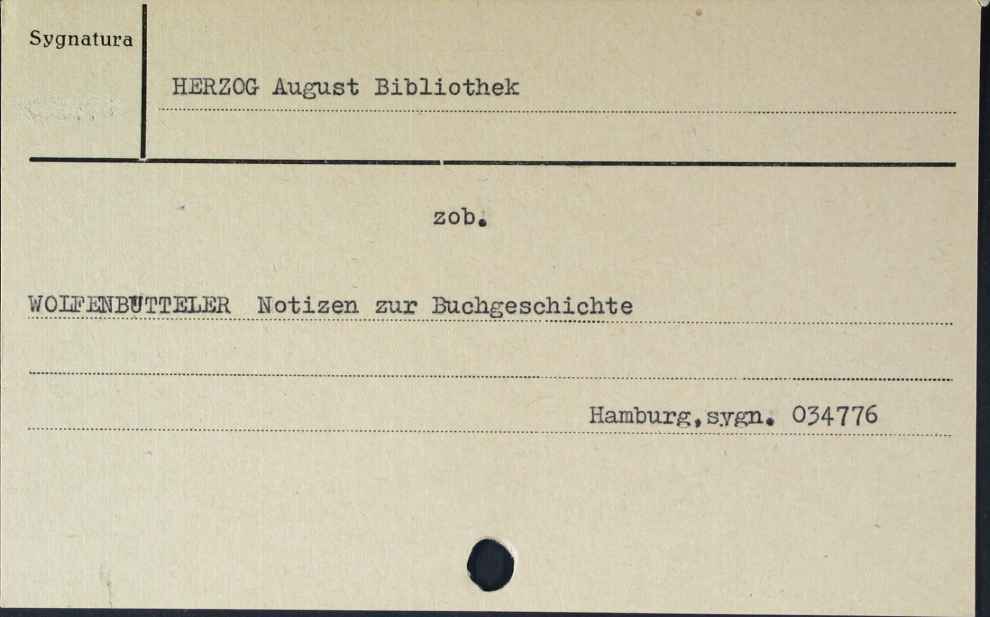 Sygnatura
HERZOG August Bibliothek
zob.
WOLFENBÜTTELER Notizen zur Buchgeschichte
Hamburg,sygn. 034776